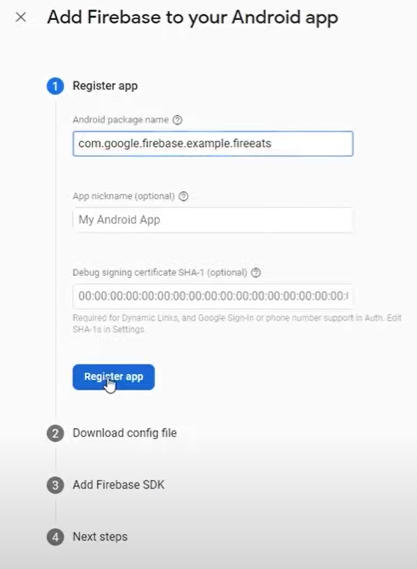 Add Firebase to your Android app
1 Register app
Android package name
com.google.firebase.example.fireeats
App nickname (optional)
My Android App
Debug signing certificate SHA-1 (optional)
00:00:00:00:00:00:00:00:00:00:00:00:00:00:00:00:00:
Required for Dynamic Links, and Google Sign-In or phone number support in Auth. Edit
SHA-1s in Settings.
Register app
2 Download config file
3 Add Firebase SDK
4 Next steps